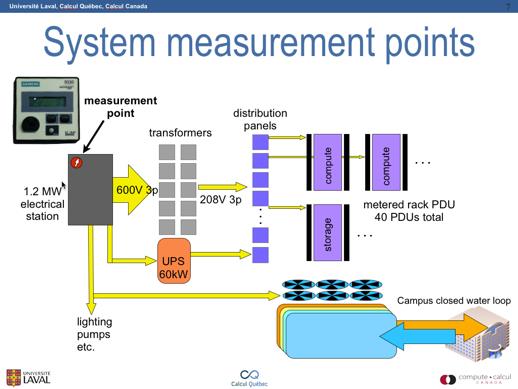 Université Laval, Calcul Québec, Calcul Canada
7
System measurement points
SIEMENS
measurement
point
transformers
distribution
panels
1.2 MW
electrical
station
600V 3p
208V 3p
compute
compute
. . .
metered rack PDU
40 PDUs total
storage
. . .
UPS
60kW
lighting
pumps
etc.
Campus closed water loop
UNIVERSITÉ
LAVAL
Calcul Québec
compute • calcul
CANADA